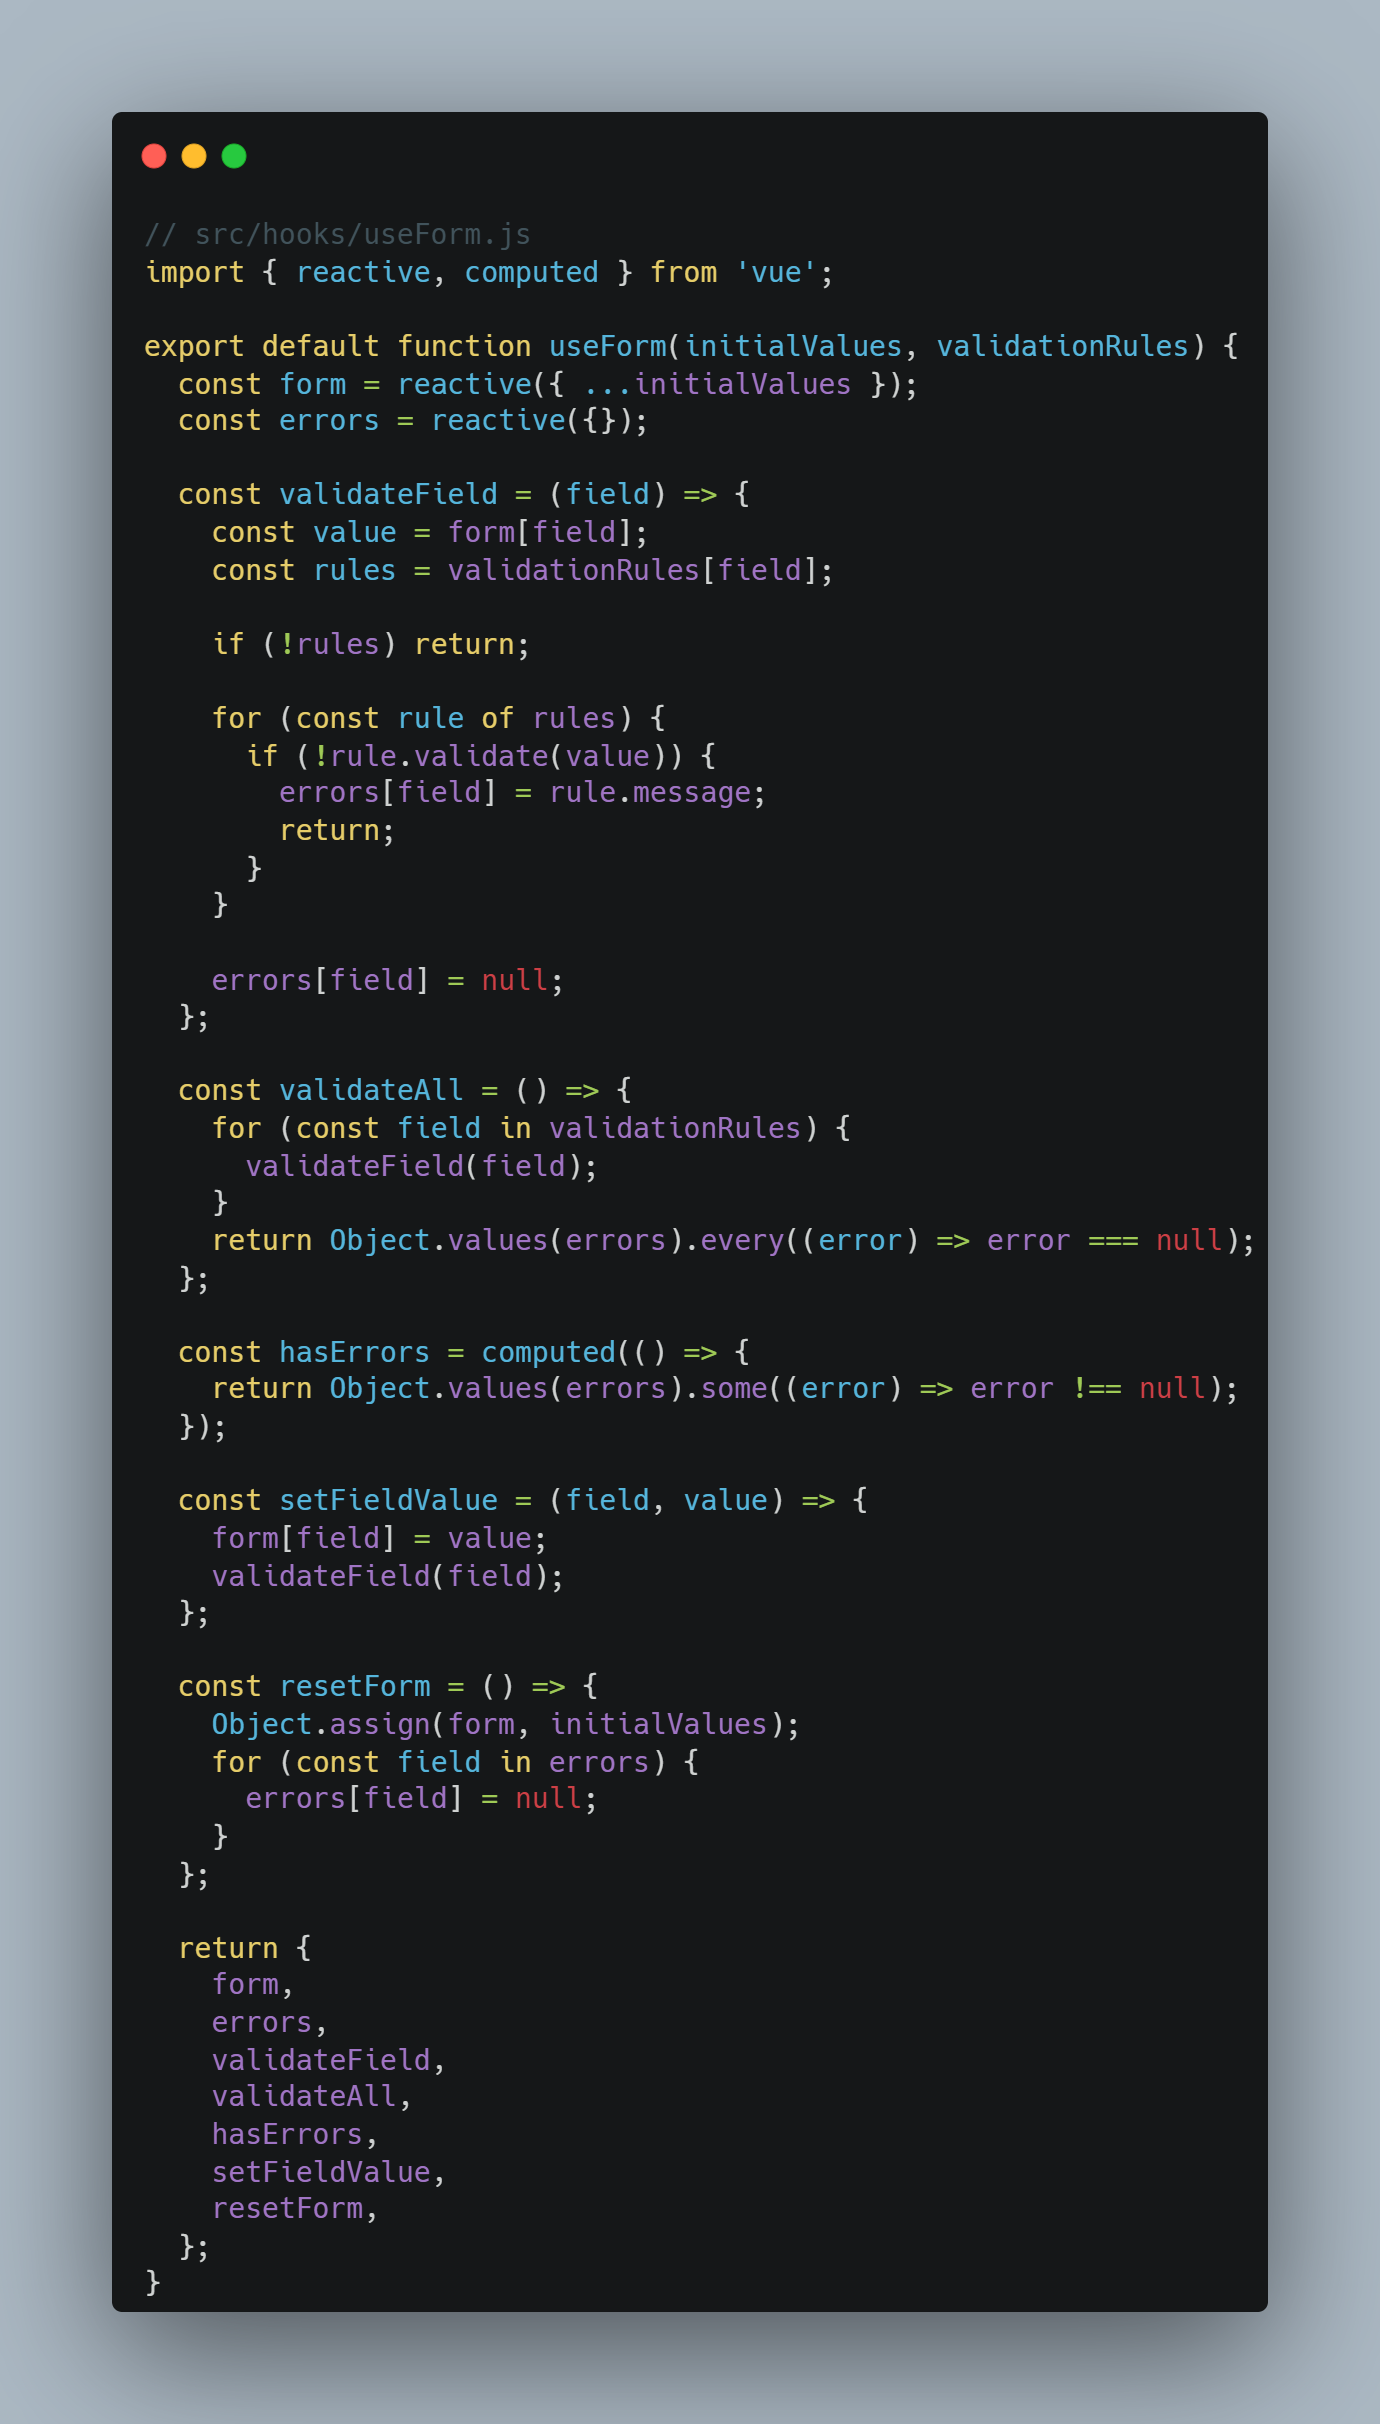 // src/hooks/useForm.js
import { reactive, computed } from 'vue';

export default function useForm(initialValues, validationRules) {
  const form = reactive({ ...initialValues });
  const errors = reactive({});

  const validateField = (field) => {
    const value = form[field];
    const rules = validationRules[field];

    if (!rules) return;

    for (const rule of rules) {
      if (!rule.validate(value)) {
        errors[field] = rule.message;
        return;
      }
    }

    errors[field] = null;
  };

  const validateAll = () => {
    for (const field in validationRules) {
      validateField(field);
    }
    return Object.values(errors).every((error) => error === null);
  };

  const hasErrors = computed(() => {
    return Object.values(errors).some((error) => error !== null);
  });

  const setFieldValue = (field, value) => {
    form[field] = value;
    validateField(field);
  };

  const resetForm = () => {
    Object.assign(form, initialValues);
    for (const field in errors) {
      errors[field] = null;
    }
  };

  return {
    form,
    errors,
    validateField,
    validateAll,
    hasErrors,
    setFieldValue,
    resetForm,
  };
}